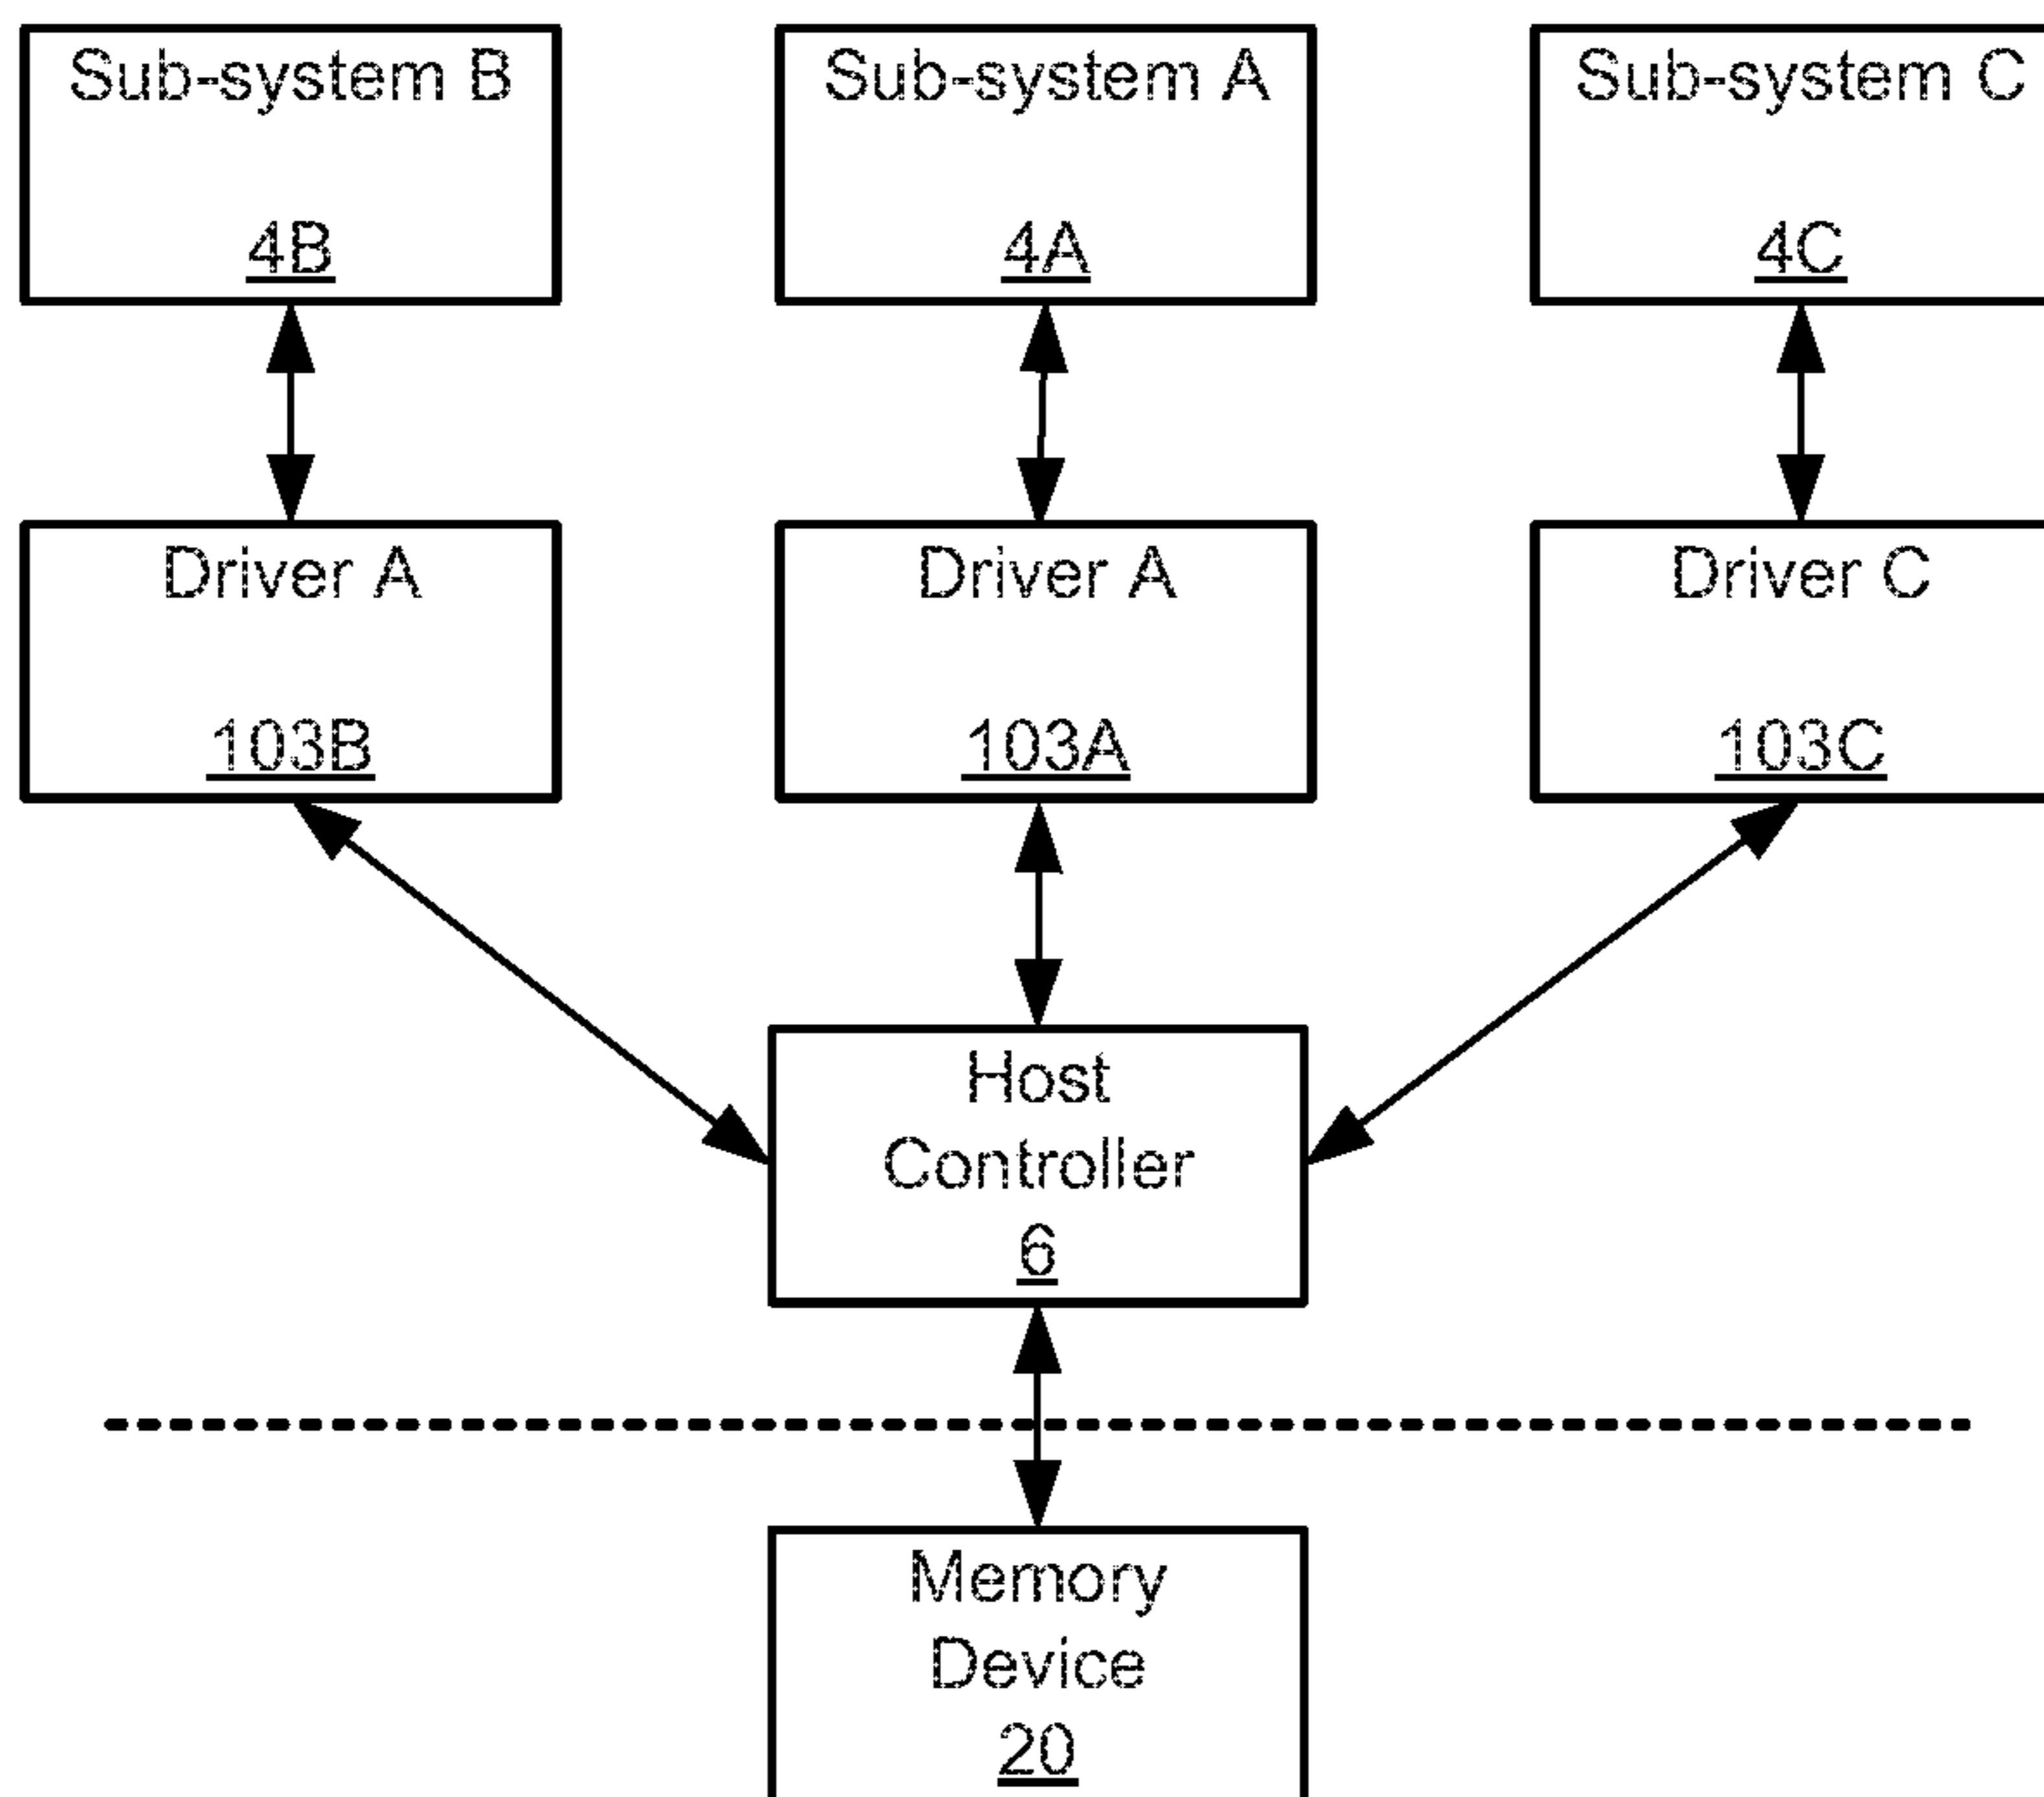 Sub-system B
4B
Sub-system A
4A
Sub-system C
4C
Driver A
103B
Driver A
103A
Driver C
103C
Host
Controller
6
Memory
Device
20